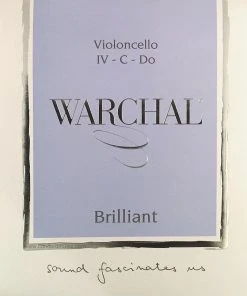 Violoncello
IV - C - Do
WARCHAL
Brilliant
sound fascinates us